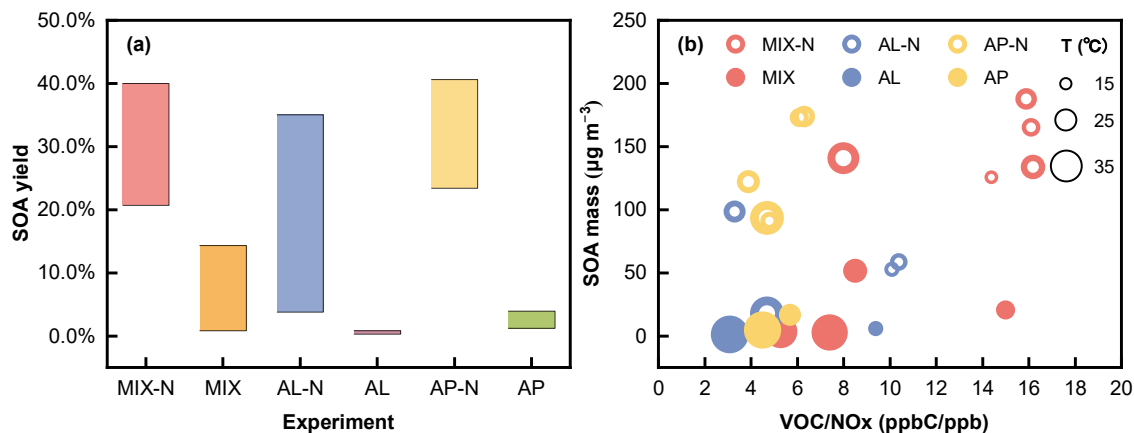 (a)
50.0%
40.0%
30.0%
20.0%
10.0%
0.0%
SOA yield
MIX-N MIX AL-N AL AP-N AP
Experiment
(b)
MIX-N AL-N AP-N
MIX AL AP
T (℃)
15
25
35
250
200
150
100
50
0
SOA mass (μg m⁻³)
0 2 4 6 8 10 12 14 16 18 20
VOC/NOx (ppbC/ppb)